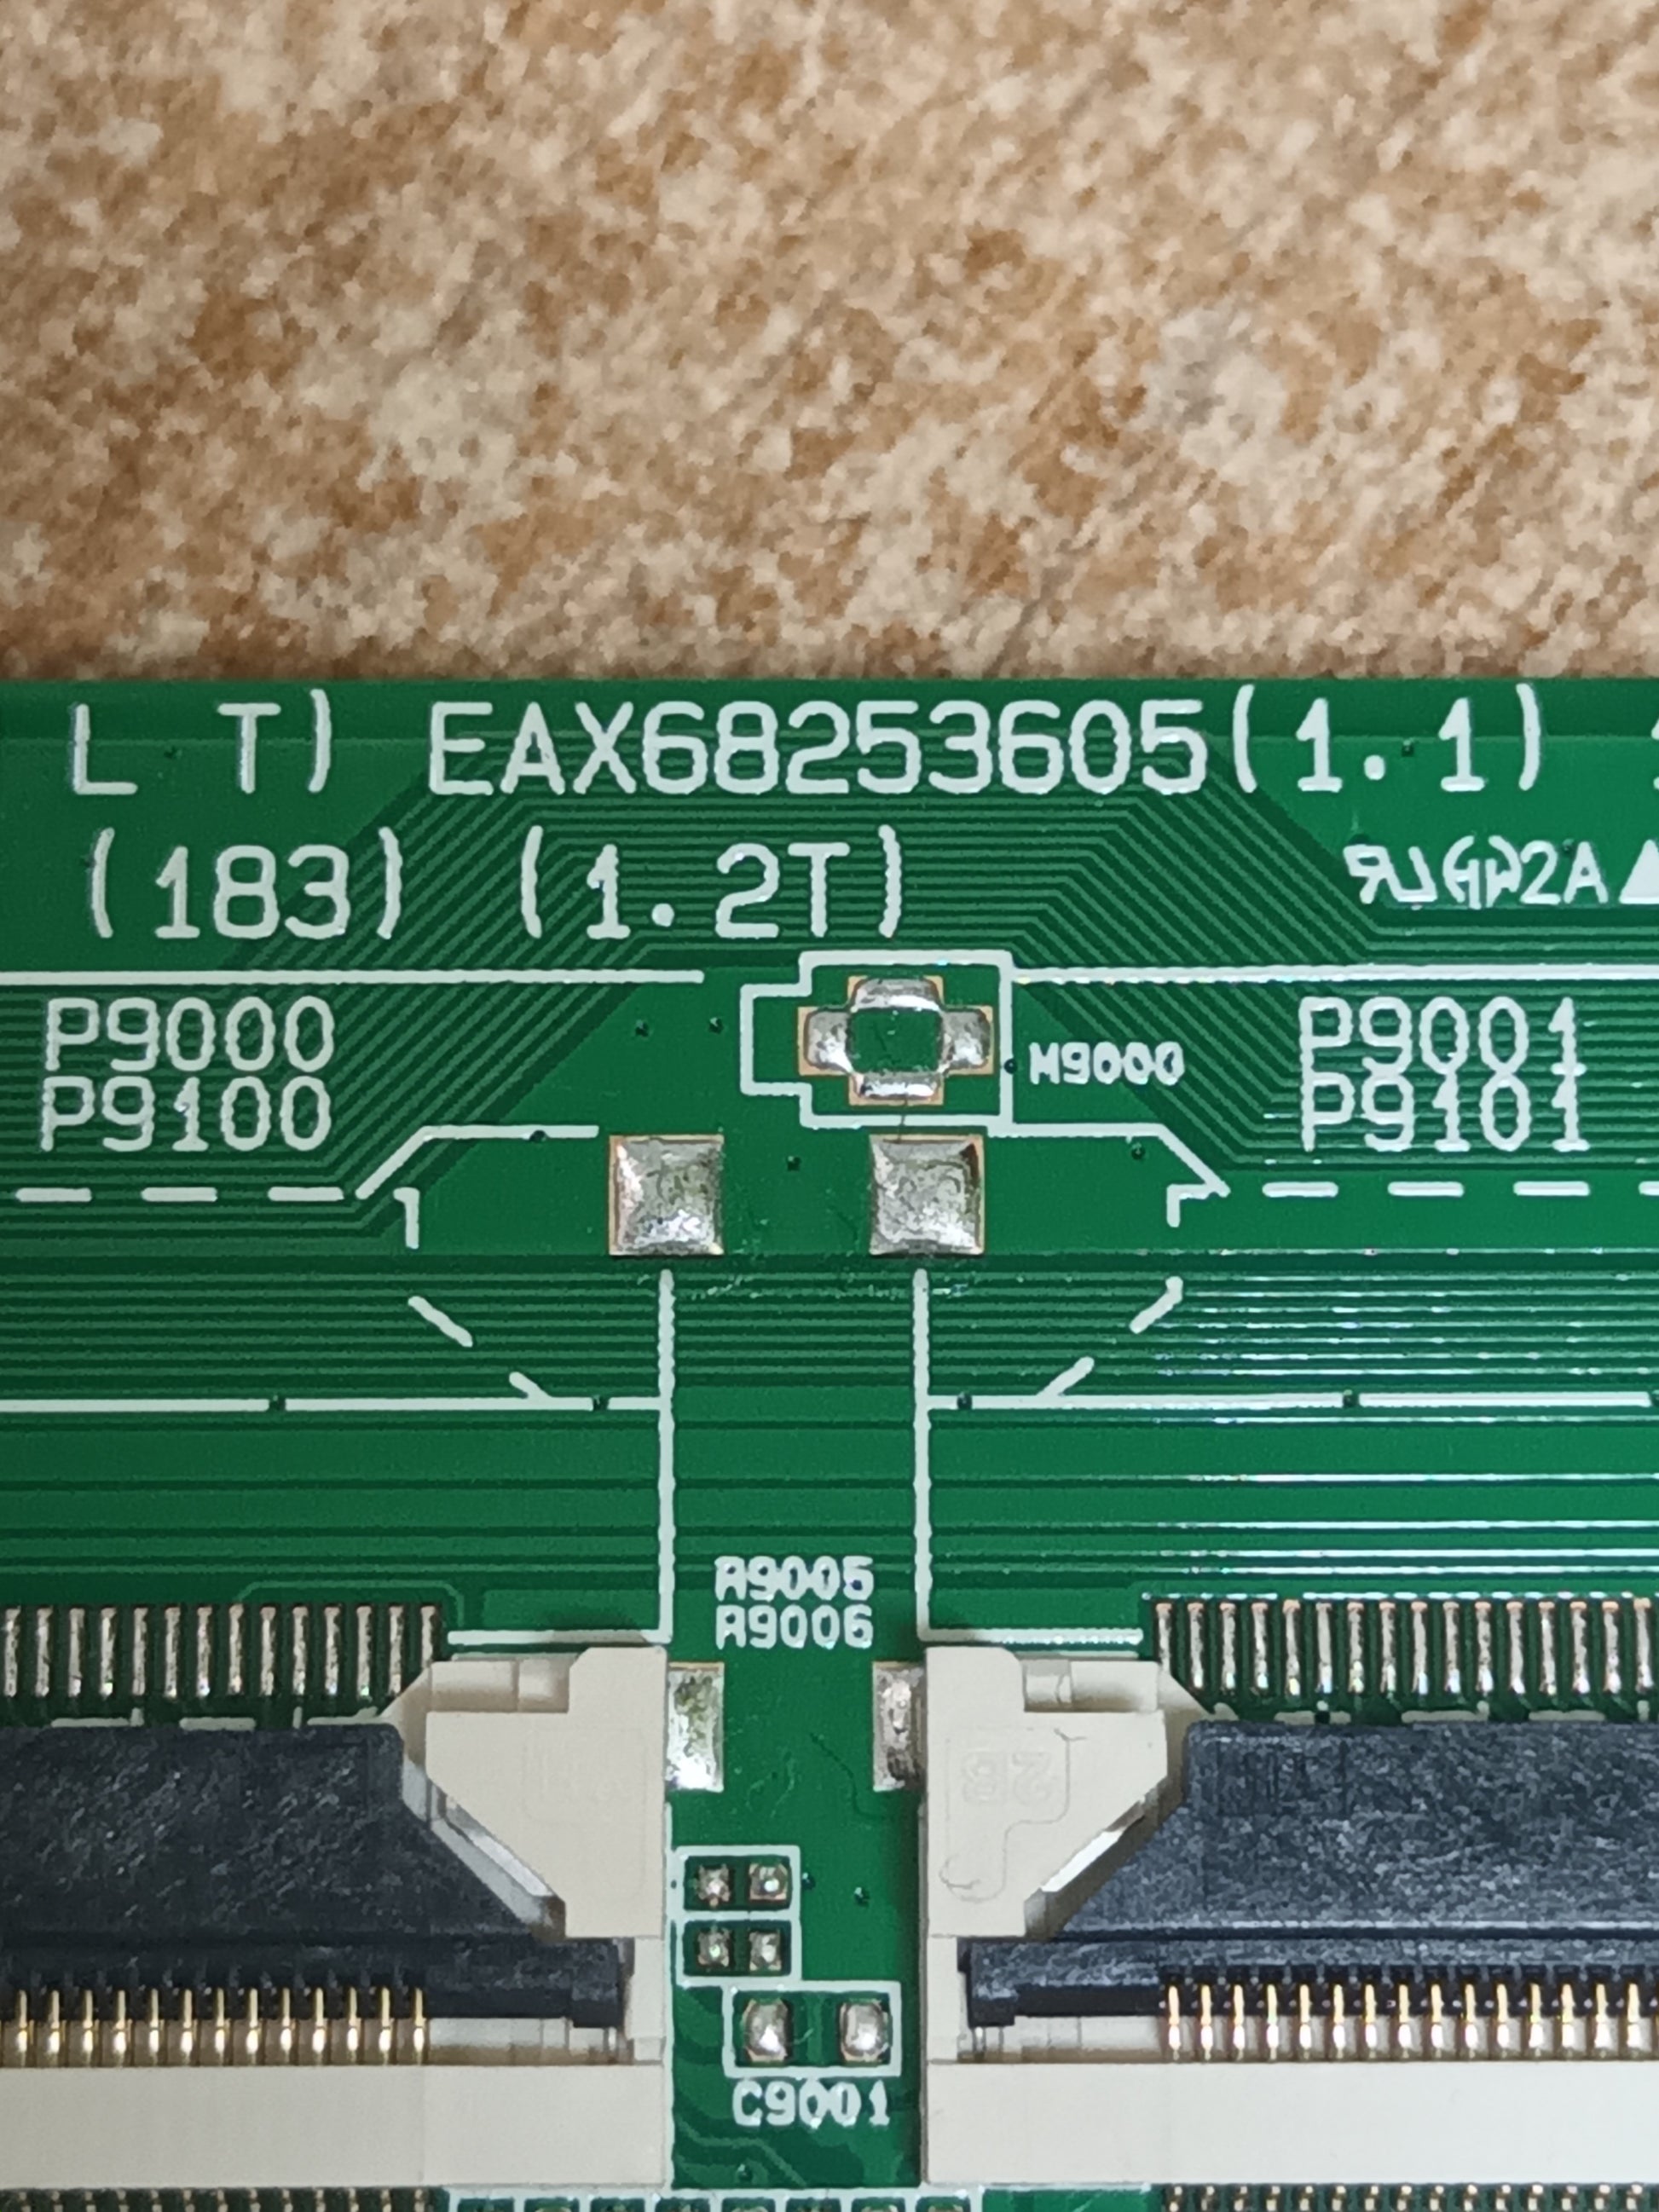 L T) EAX68253605(1.1)
(183) (1.2T)
2A
P9000
P9100
M9000
P9001
P9101
R9005
R9006
C9001